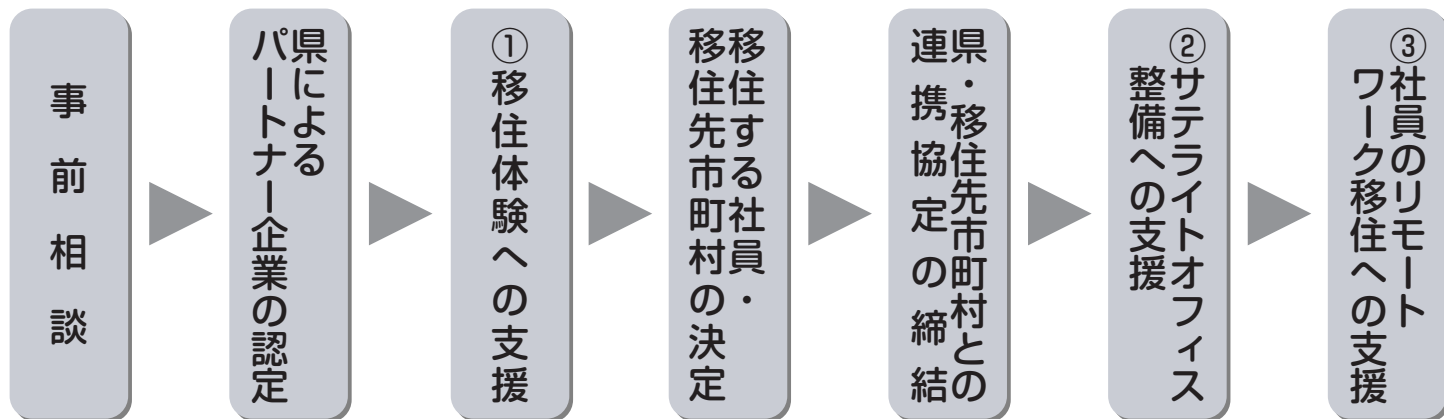 事前相談
県による
パートナー企業の認定
①移住体験への支援
移住する社員・
移住先市町村の決定
県・移住先市町村との
連携協定の締結
②サテライトオフィス
整備への支援
③社員のリモート
ワーク移住への支援